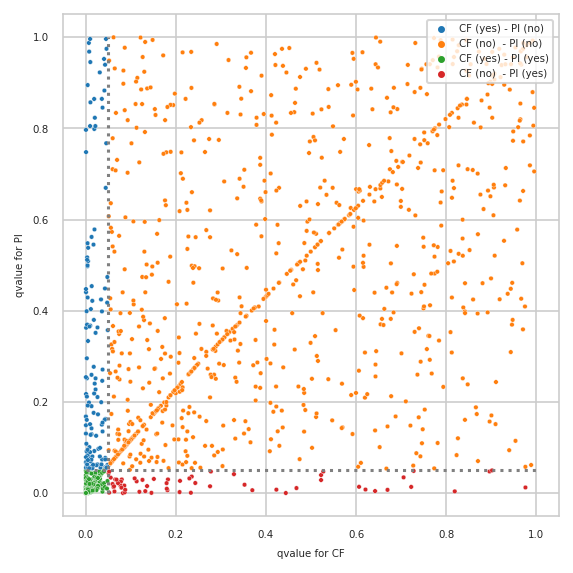 CF (yes) - PI (no)
CF (no)  - PI (no)
CF (yes) - PI (yes)
CF (no)  - PI (yes)
1.0
0.8
0.6
0.4
0.2
0.0
qvalue for PI
0.0 0.2 0.4 0.6 0.8 1.0
qvalue for CF